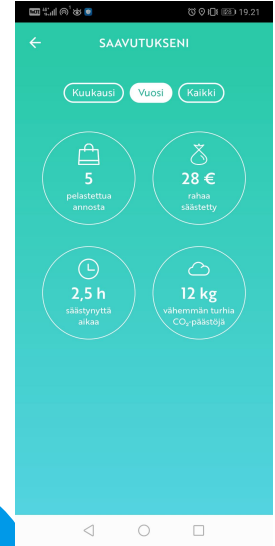 19.21
SAAVUTUKSENI
Kuukausi Vuosi Kaikki
5
pelastettua
annosta
28 €
rahaa
säästetty
2,5 h
säästynyttä
aikaa
12 kg
vähemmän turhia
CO₂-päästöjä